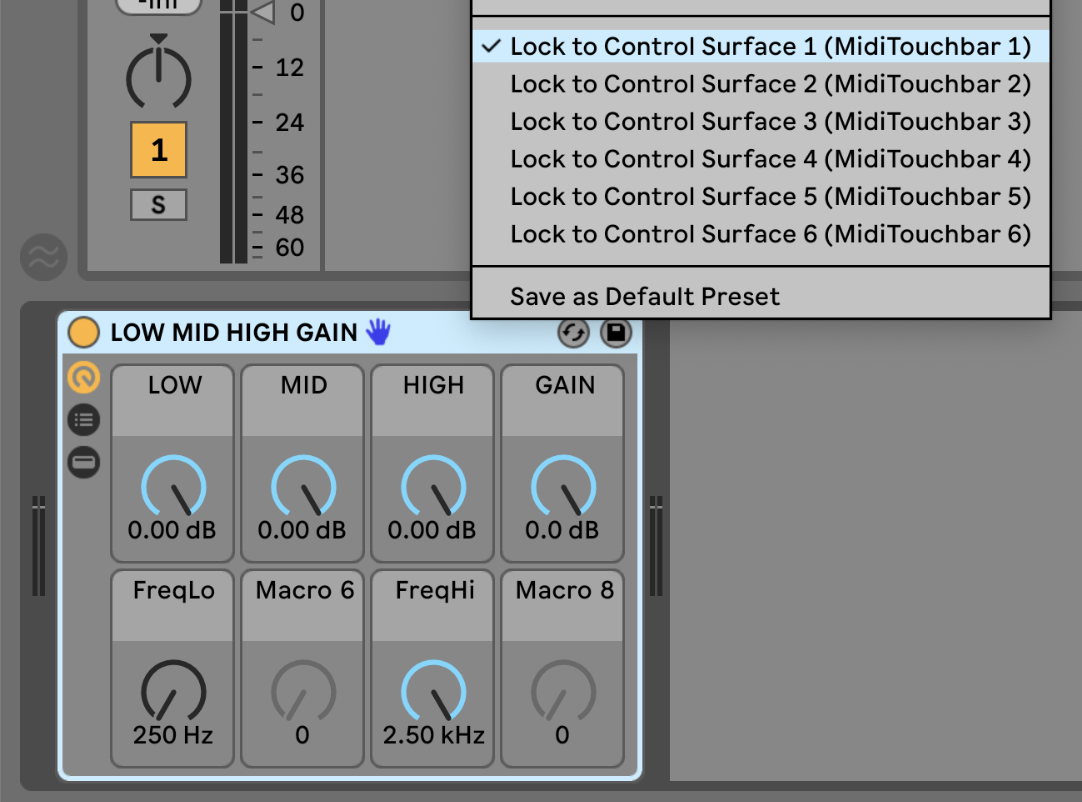 -Inf
0
12
24
36
48
60
1
S
Lock to Control Surface 1 (MidiTouchbar 1)
Lock to Control Surface 2 (MidiTouchbar 2)
Lock to Control Surface 3 (MidiTouchbar 3)
Lock to Control Surface 4 (MidiTouchbar 4)
Lock to Control Surface 5 (MidiTouchbar 5)
Lock to Control Surface 6 (MidiTouchbar 6)
Save as Default Preset
LOW MID HIGH GAIN
LOW MID HIGH GAIN
0.00 dB 0.00 dB 0.00 dB 0.0 dB
FreqLo Macro 6 FreqHi Macro 8
250 Hz 0 2.50 kHz 0